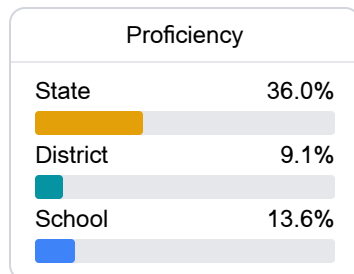 Proficiency
State 36.0%
District 9.1%
School 13.6%